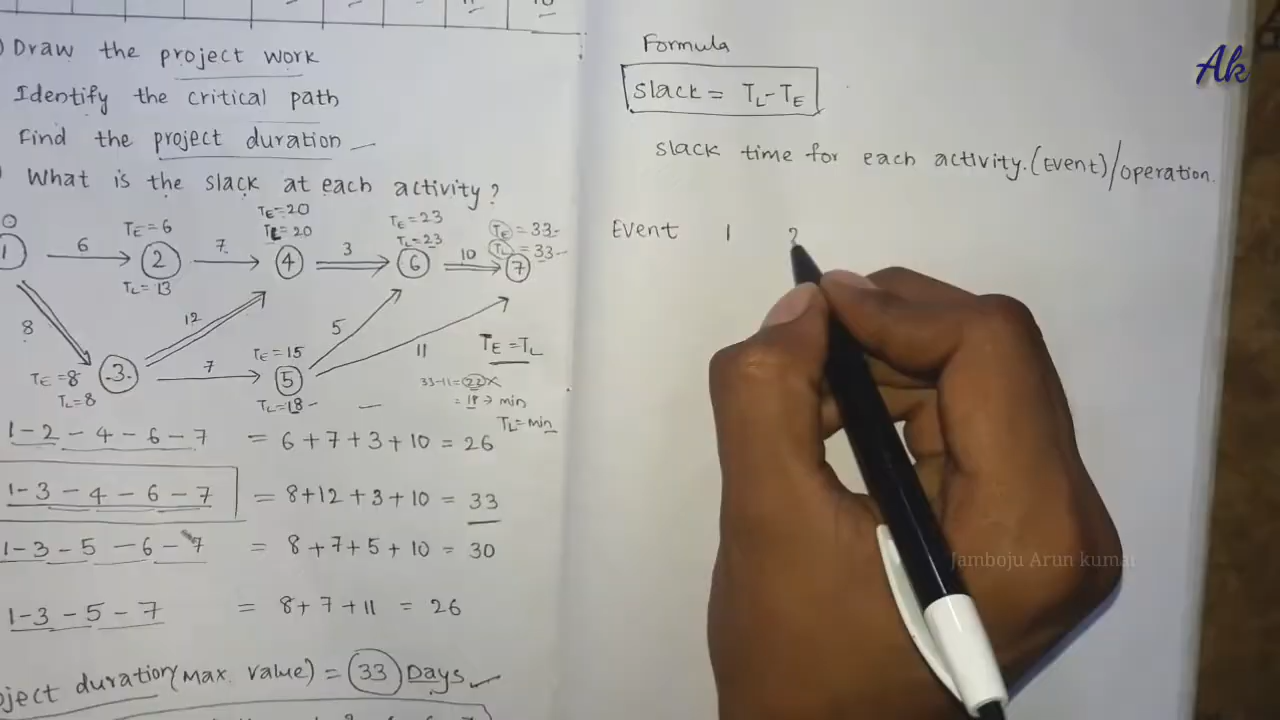 Draw the project work
Identify the critical path
Find the project duration
What is the slack at each activity?
0
1
6
TE=6
2
TL=13
7
TE=20
TL=20
4
3
TE=23
TL=23
6
10
TE=33
TL=33
7
8
12
5
11
TE=TL
TE=8
3
TL=8
7
TE=15
5
TL=18
33-11=22×
=18→min
TL=min
1-2-4-6-7 = 6+7+3+10=26
1-3-4-6-7 = 8+12+3+10=33
1-3-5-6-7 = 8+7+5+10=30
1-3-5-7 = 8+7+11=26
oject duration(max. value)=33 Days
Formula
slack= TL-TE
slack time for each activity.(Event)/operation.
Event 1 2
Ak
Jamboju Arun kumar